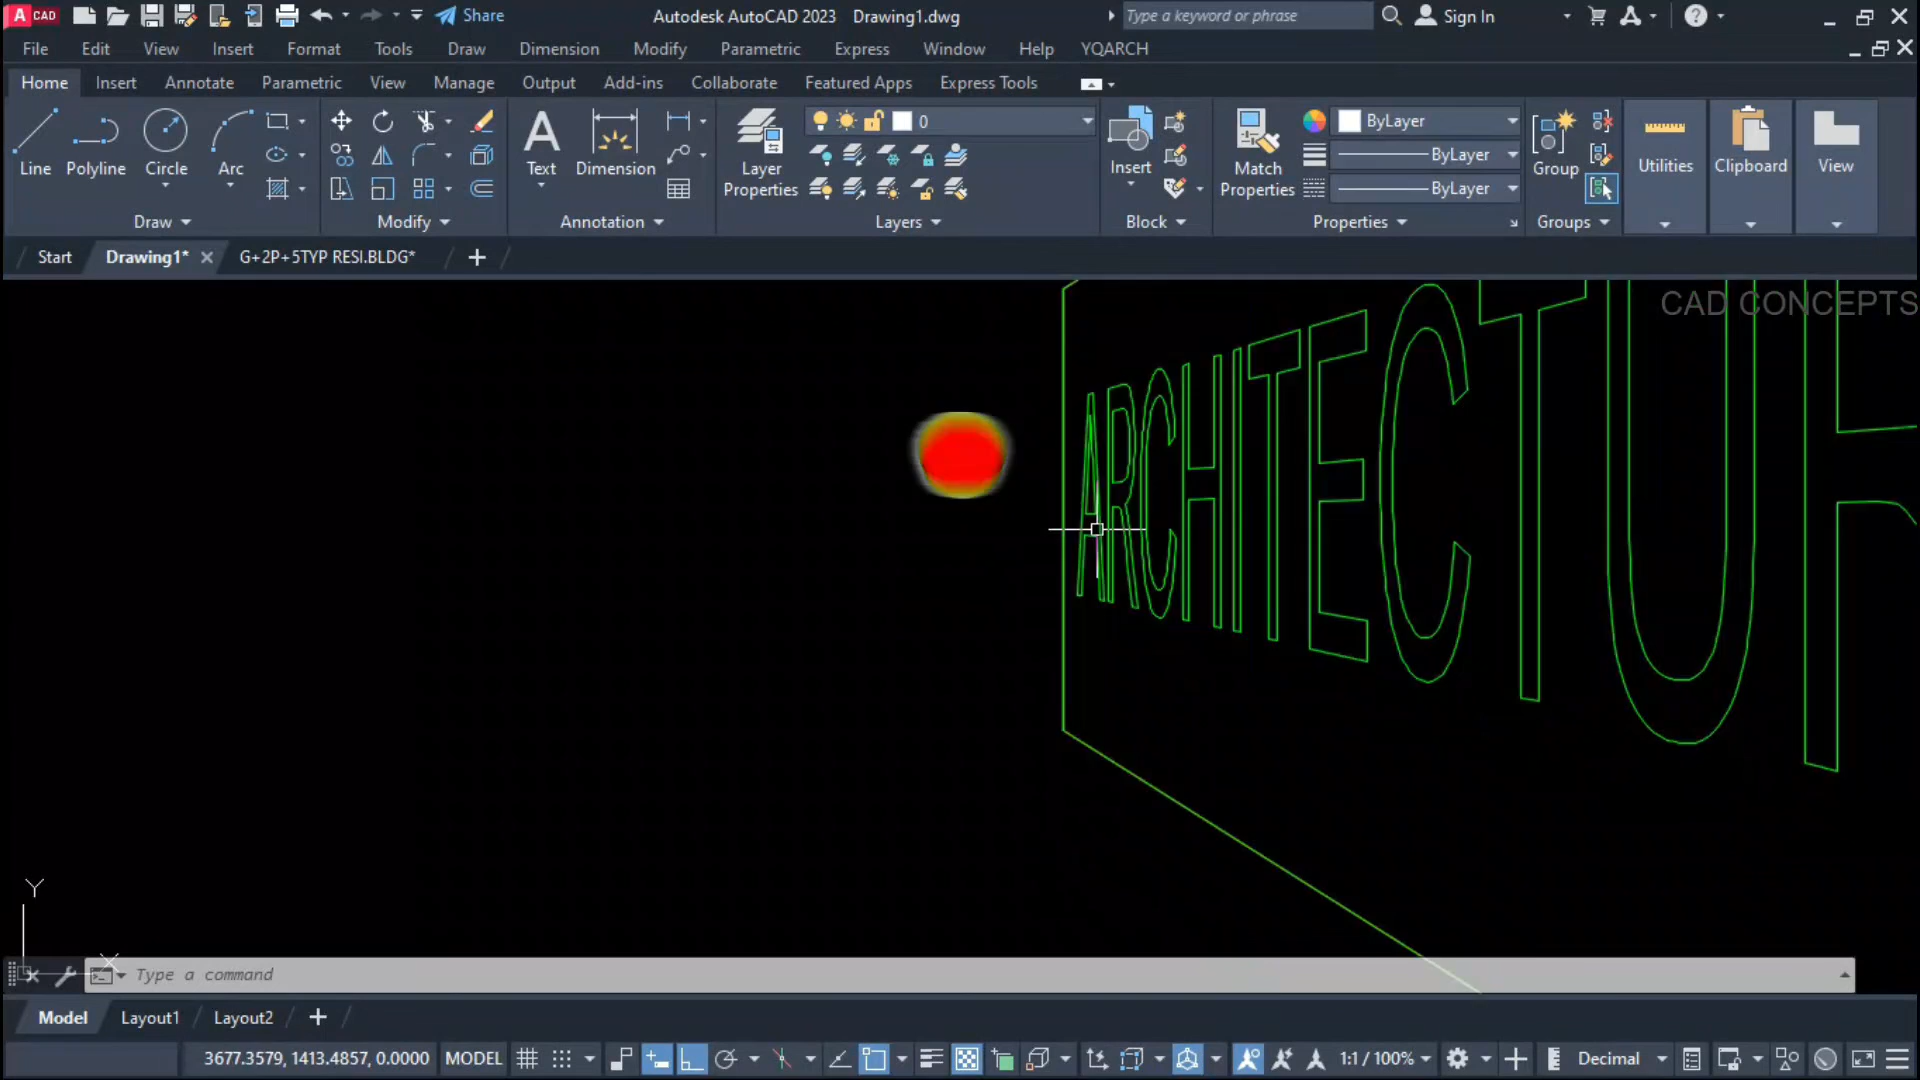 A CAD Share Autodesk AutoCAD 2023 Drawing1.dwg Type a keyword or phrase Sign In
File Edit View Insert Format Tools Draw Dimension Modify Parametric Express Window Help YQARCH
Home Insert Annotate Parametric View Manage Output Add-ins Collaborate Featured Apps Express Tools
0 ByLayer
Line Polyline Circle Arc Text Dimension Layer Properties Insert Match Properties ByLayer Group Utilities Clipboard View
ByLayer
Draw Modify Annotation Layers Block Properties Groups
Start Drawing1* G+2P+5TYP RESI.BLDG*
CAD CONCEPTS
ARCHITECTUR
Y
X
Type a command
Model Layout1 Layout2
3677.3579, 1413.4857, 0.0000 MODEL 1:1 / 100% Decimal